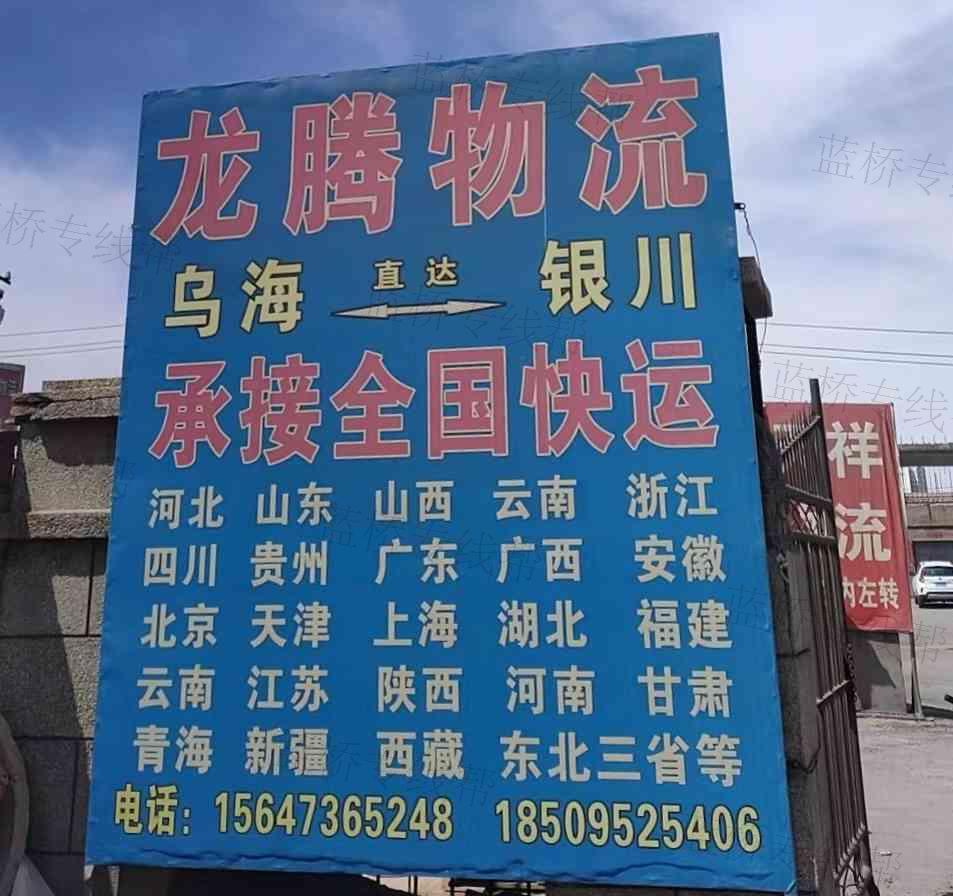 龙腾物流
乌海 直达 银川
承接全国快运
河北 山东 山西 云南 浙江
四川 贵州 广东 广西 安徽
北京 天津 上海 湖北 福建
云南 江苏 陕西 河南 甘肃
青海 新疆 西藏 东北三省等
电话：15647365248 18509525406
祥
流
内左转
蓝桥专线帮